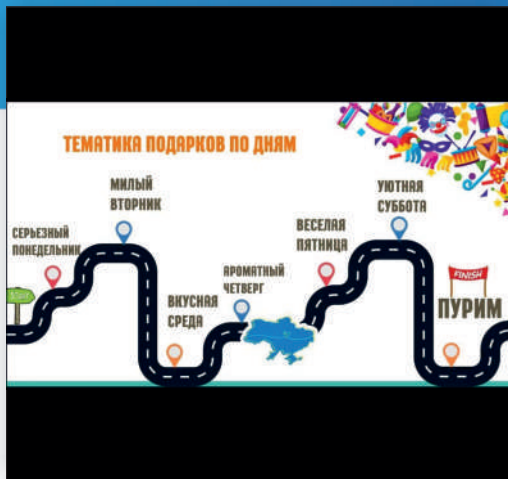 ТЕМАТИКА ПОДАРКОВ ПО ДНЯМ
СЕРЬЕЗНЫЙ
ПОНЕДЕЛЬНИК
МИЛЫЙ
ВТОРНИК
ВКУСНАЯ
СРЕДА
АРОМАТНЫЙ
ЧЕТВЕРГ
ВЕСЕЛАЯ
ПЯТНИЦА
УЮТНАЯ
СУББОТА
FINISH
ПУРИМ